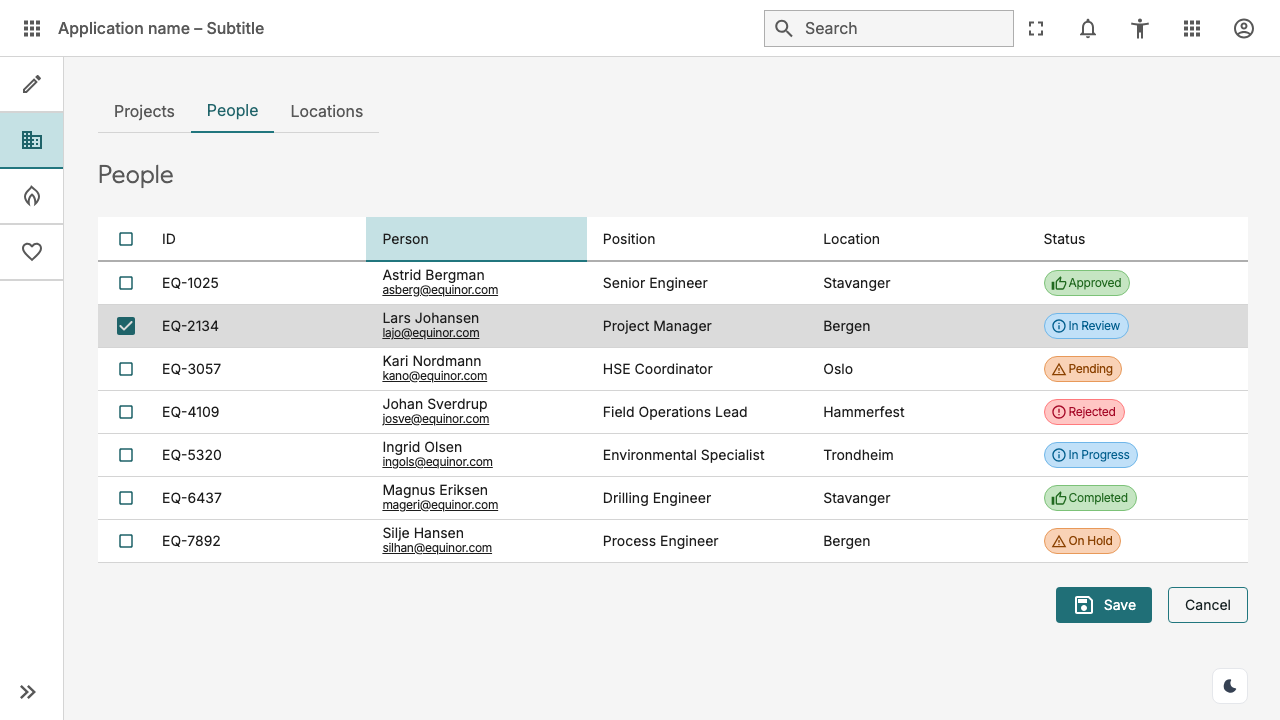 Application name – Subtitle
Search
Projects People Locations
People
ID Person Position Location Status
EQ-1025 Astrid Bergman asberg@equinor.com Senior Engineer Stavanger Approved
EQ-2134 Lars Johansen lajo@equinor.com Project Manager Bergen In Review
EQ-3057 Kari Nordmann kano@equinor.com HSE Coordinator Oslo Pending
EQ-4109 Johan Sverdrup josve@equinor.com Field Operations Lead Hammerfest Rejected
EQ-5320 Ingrid Olsen ingols@equinor.com Environmental Specialist Trondheim In Progress
EQ-6437 Magnus Eriksen mageri@equinor.com Drilling Engineer Stavanger Completed
EQ-7892 Silje Hansen silhan@equinor.com Process Engineer Bergen On Hold
Save Cancel